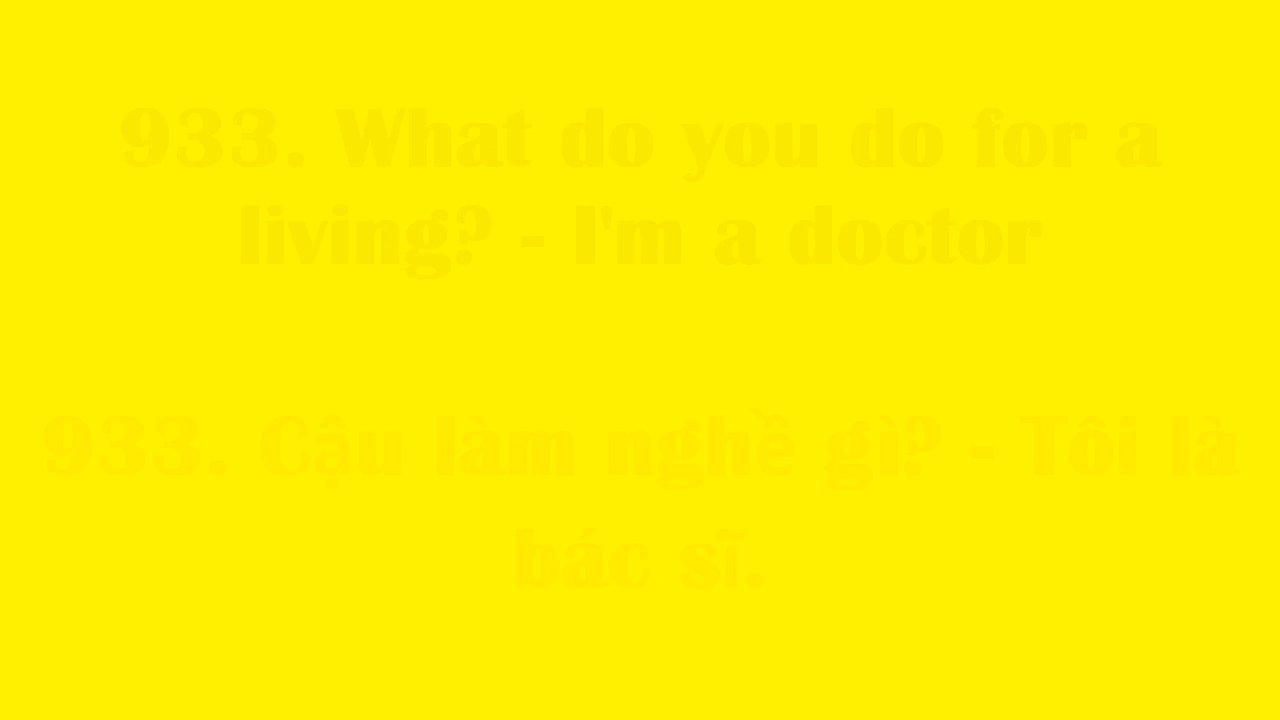 933. What do you do for a
living? - I'm a doctor
933. Cậu làm nghề gì? - Tôi là
bác sĩ.